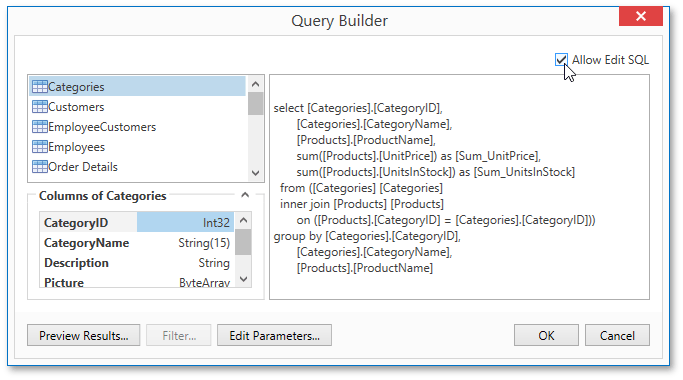 Query Builder
Allow Edit SQL
Categories
Customers
EmployeeCustomers
Employees
Order Details
Columns of Categories
CategoryID Int32
CategoryName String(15)
Description String
Picture ByteArray
select [Categories].[CategoryID],
[Categories].[CategoryName],
[Products].[ProductName],
sum([Products].[UnitPrice]) as [Sum_UnitPrice],
sum([Products].[UnitsInStock]) as [Sum_UnitsInStock]
from ([Categories] [Categories]
inner join [Products] [Products]
on ([Products].[CategoryID] = [Categories].[CategoryID]))
group by [Categories].[CategoryID],
[Categories].[CategoryName],
[Products].[ProductName]
Preview Results... Filter... Edit Parameters... OK Cancel